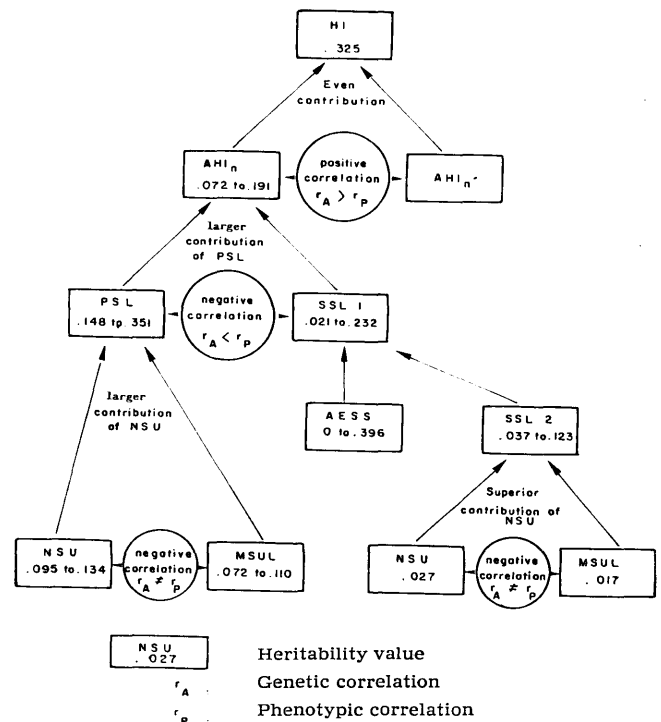 HI
.325
Even
contribution
AHIn
.072 to .191
positive
correlation
rA > rP
AHIn'
larger
contribution
of PSL
PSL
.148 to .351
negative
correlation
rA < rP
SSL 1
.021 to .232
larger
contribution
of NSU
AESS
0 to .396
SSL 2
.037 to .123
Superior
contribution of
NSU
NSU
.095 to .134
negative
correlation
rA ≠ rP
MSUL
.072 to .110
NSU
.027
negative
correlation
rA ≠ rP
MSUL
.017
NSU
.027
Heritability value
rA
Genetic correlation
rP
Phenotypic correlation